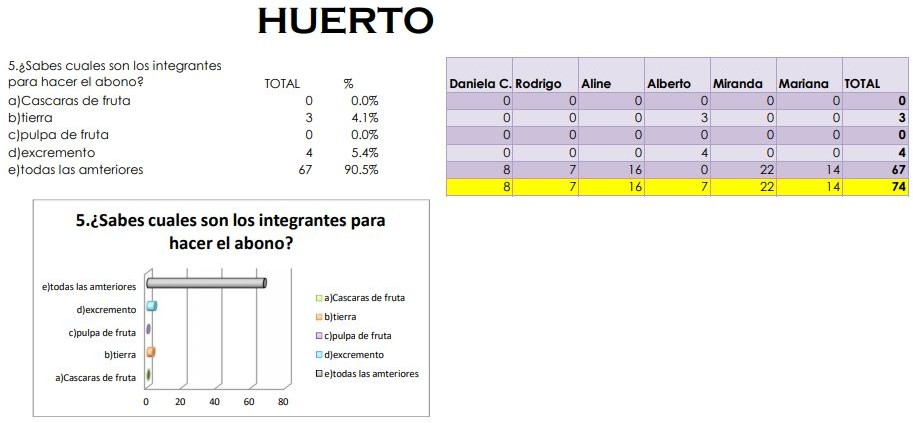 HUERTO
5.¿Sabes cuales son los integrantes
para hacer el abono? TOTAL %
a)Cascaras de fruta 0 0.0%
b)tierra 3 4.1%
c)pulpa de fruta 0 0.0%
d)excremento 4 5.4%
e)todas las amteriores 67 90.5%
Daniela C. Rodrigo Aline Alberto Miranda Mariana TOTAL
0 0 0 0 0 0 0
0 0 0 3 0 0 3
0 0 0 0 0 0 0
0 0 0 4 0 0 4
8 7 16 0 22 14 67
8 7 16 7 22 14 74
5.¿Sabes cuales son los integrantes para
hacer el abono?
e)todas las amteriores
d)excremento
c)pulpa de fruta
b)tierra
a)Cascaras de fruta
0 20 40 60 80
a)Cascaras de fruta
b)tierra
c)pulpa de fruta
d)excremento
e)todas las amteriores